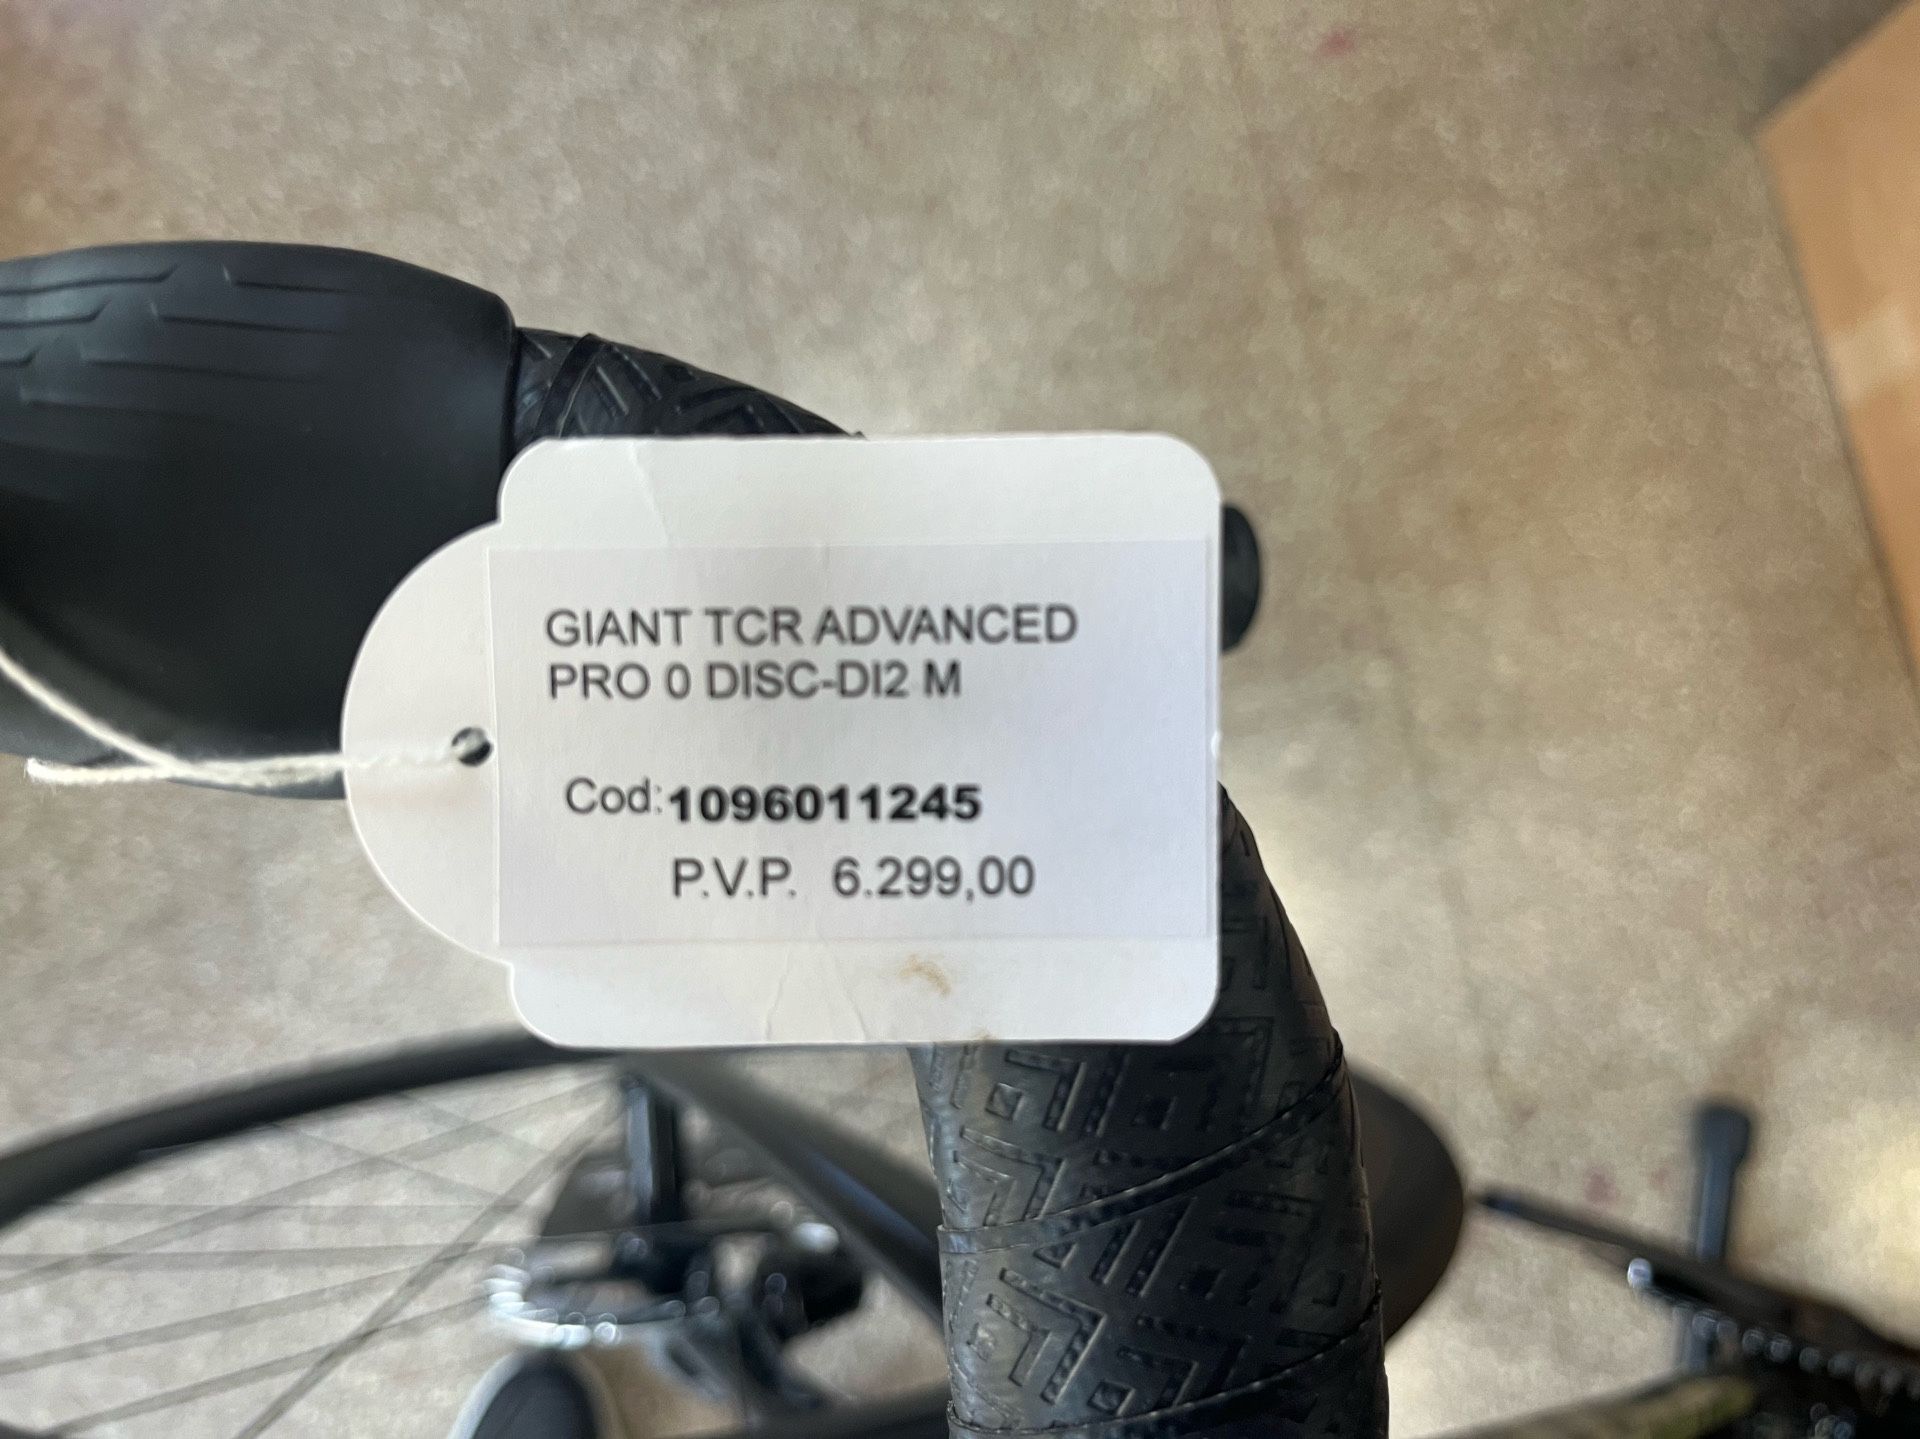 GIANT TCR ADVANCED
PRO 0 DISC-DI2 M
Cod:1096011245
P.V.P. 6.299,00